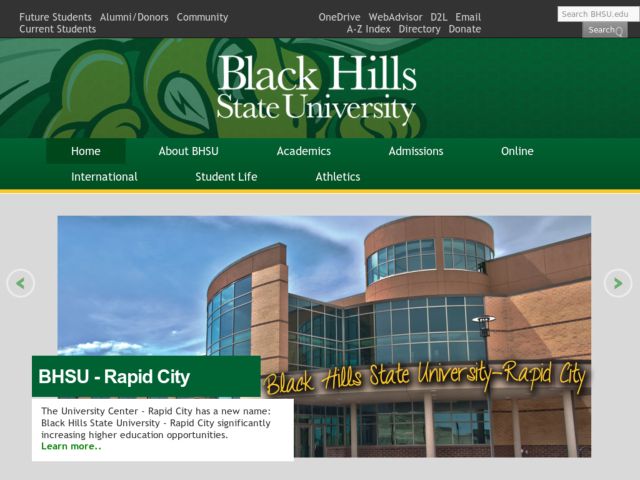 Future Students Alumni/Donors Community
Current Students
OneDrive WebAdvisor D2L Email
A-Z Index Directory Donate
Search BHSU.edu
Search
Black Hills
State University
Home About BHSU Academics Admissions Online
International Student Life Athletics
Black Hills State University-Rapid City
BHSU - Rapid City
The University Center - Rapid City has a new name:
Black Hills State University - Rapid City significantly
increasing higher education opportunities.
Learn more..